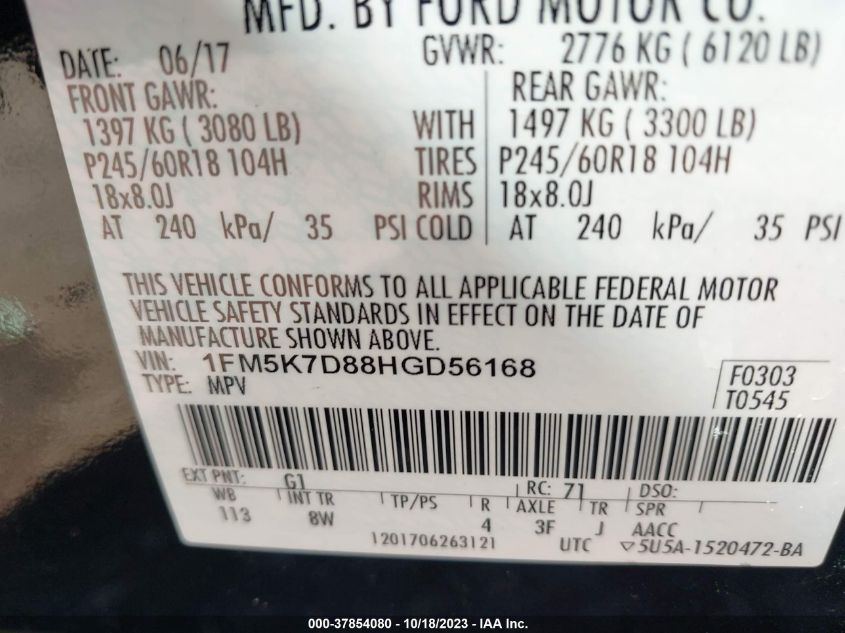 MFD. BY FORD MOTOR CO.
DATE: 06/17 GVWR: 2776 KG ( 6120 LB)
FRONT GAWR: REAR GAWR:
1397 KG ( 3080 LB) WITH 1497 KG ( 3300 LB)
P245/60R18 104H TIRES P245/60R18 104H
18x8.0J RIMS 18x8.0J
AT 240 kPa/ 35 PSI COLD AT 240 kPa/ 35 PSI
THIS VEHICLE CONFORMS TO ALL APPLICABLE FEDERAL MOTOR
VEHICLE SAFETY STANDARDS IN EFFECT ON THE DATE OF
MANUFACTURE SHOWN ABOVE.
VIN: 1FM5K7D88HGD56168 F0303
TYPE: MPV T0545
EXT PNT: G1 RC: 71 DSO:
WB INT TR TP/PS R AXLE TR SPR
113 8W 4 3F J AACC
1201706263121 UTC ▽5U5A-1520472-BA
000-37854080 - 10/18/2023 - IAA Inc.